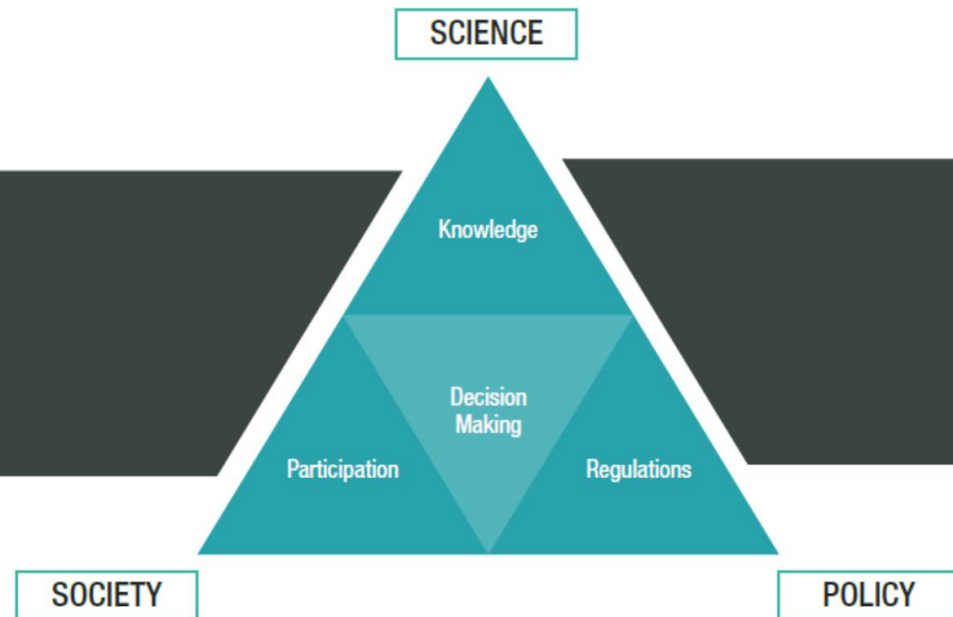 SCIENCE
Knowledge
Decision
Making
Participation
Regulations
SOCIETY
POLICY